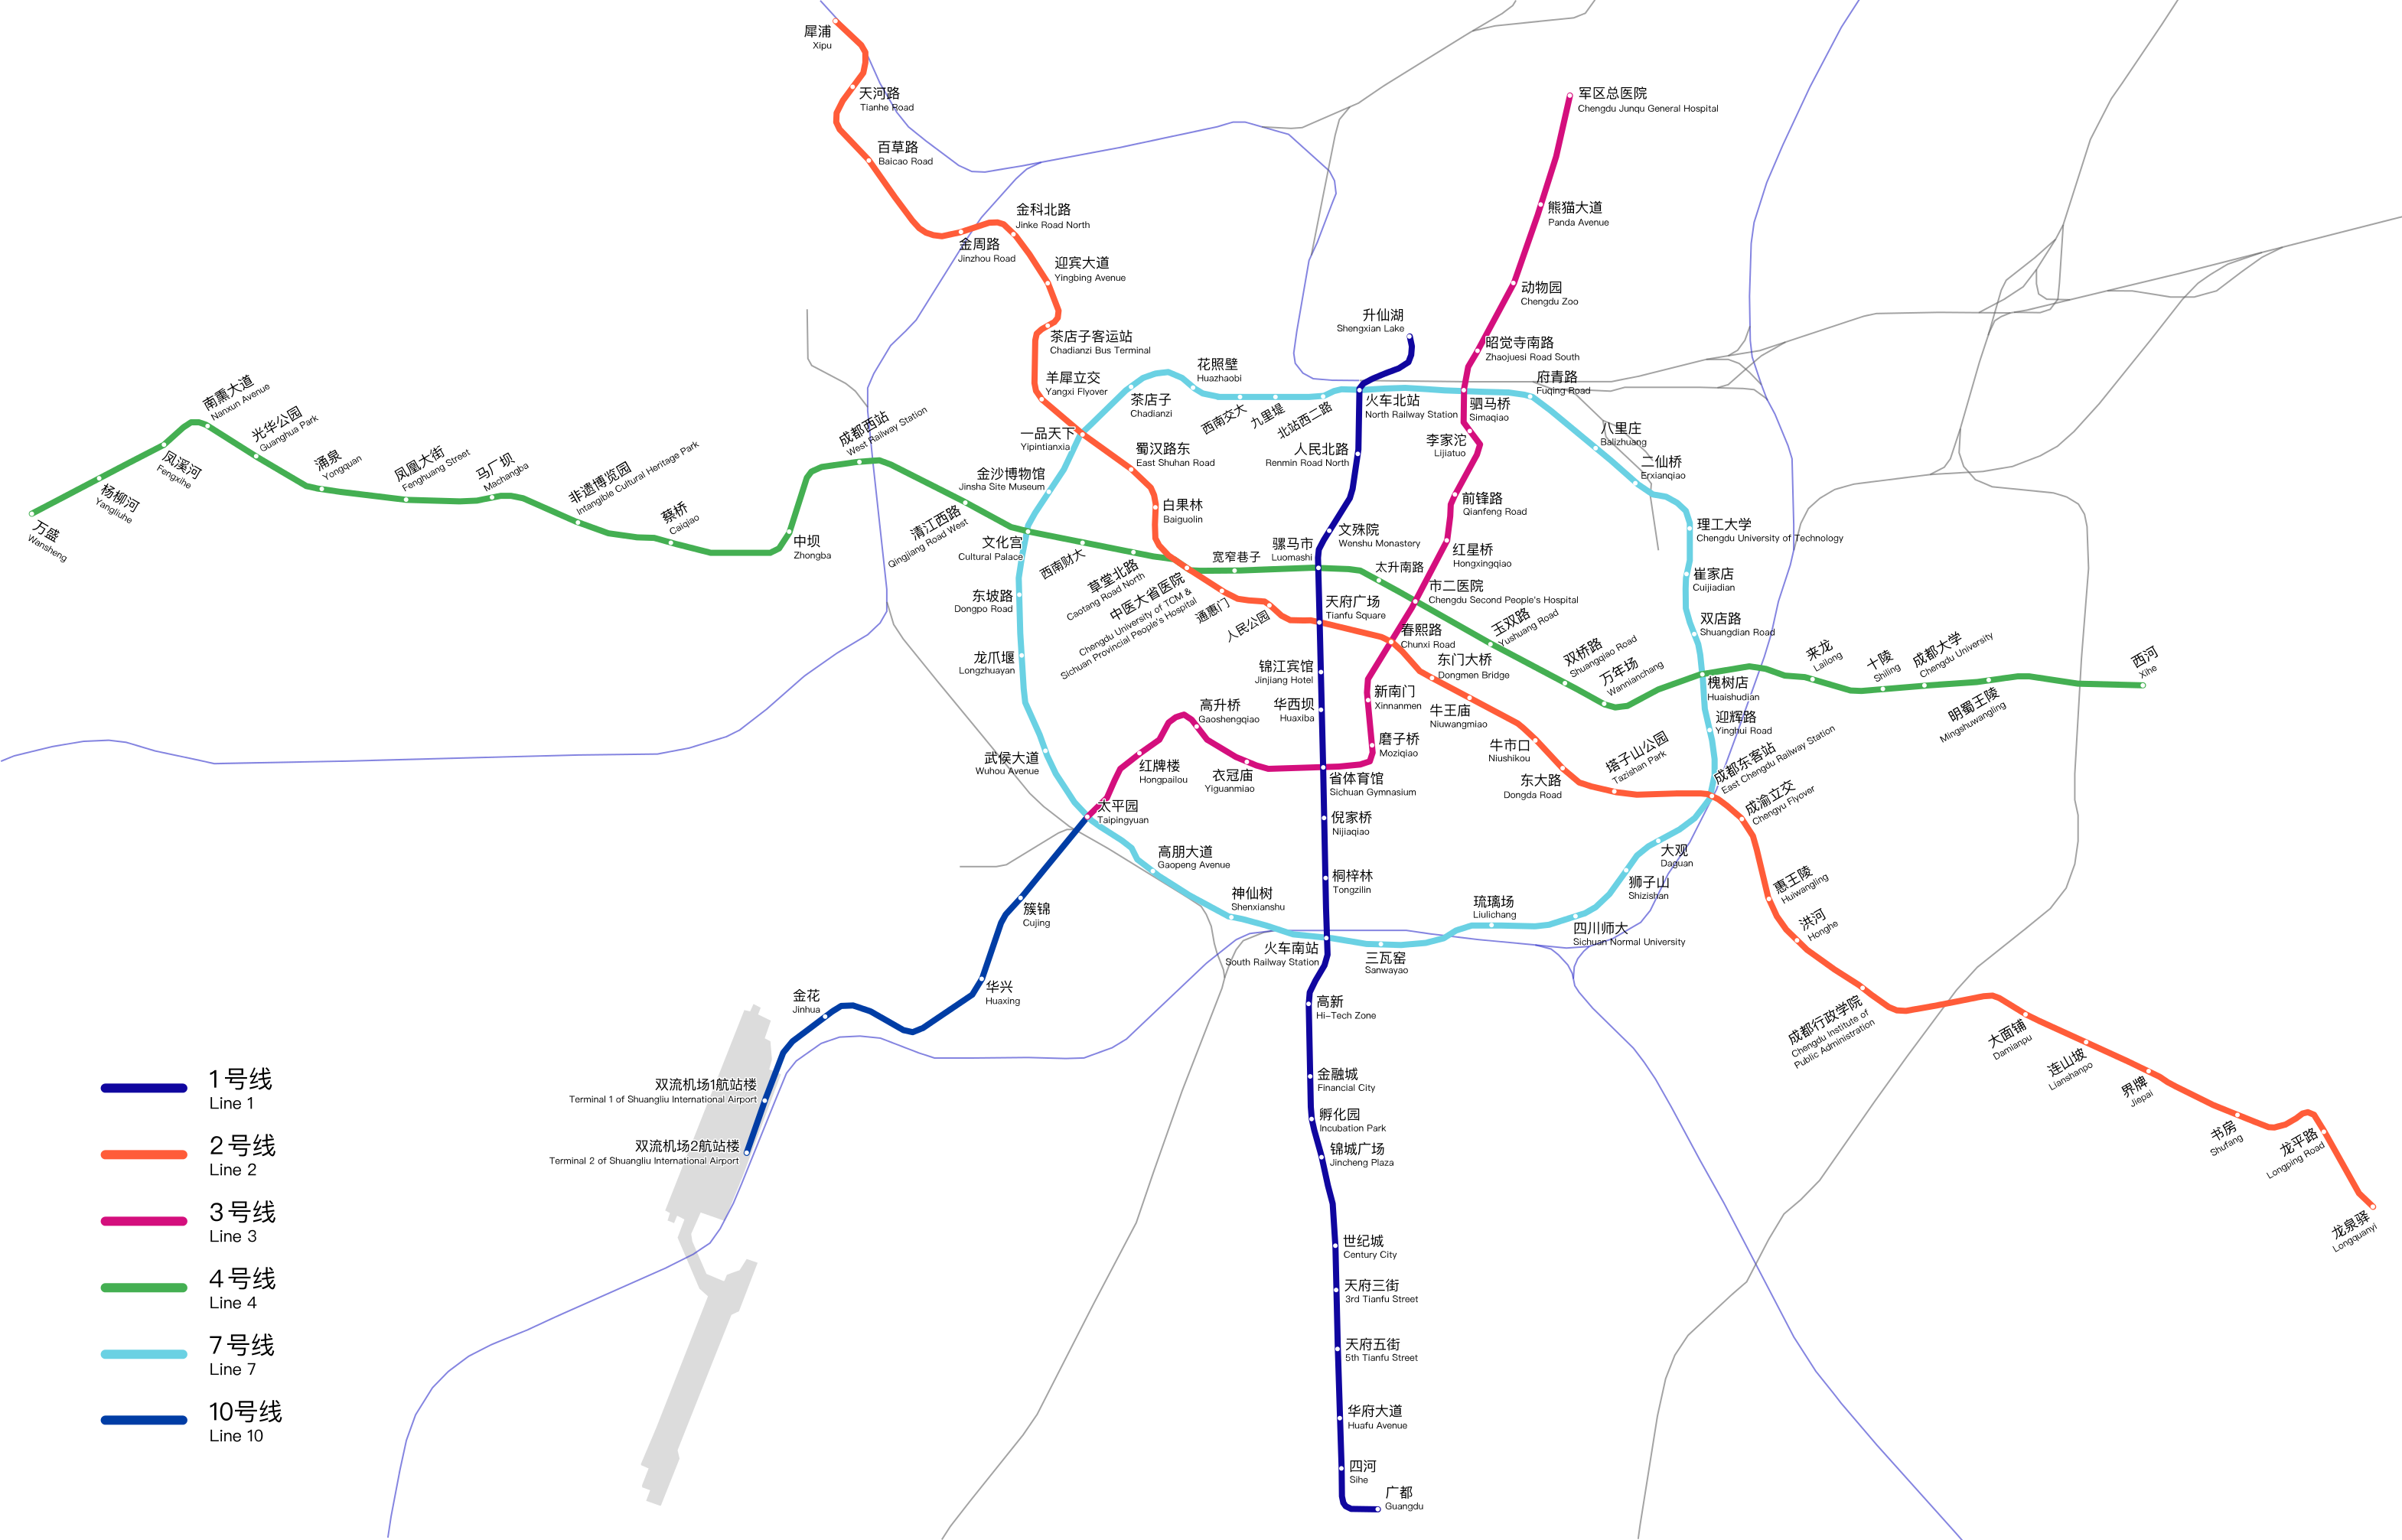 犀浦
Xipu
天河路
Tianhe Road
百草路
Baicao Road
金周路
Jinzhou Road
金科北路
Jinke Road North
迎宾大道
Yingbing Avenue
茶店子客运站
Chadianzi Bus Terminal
羊犀立交
Yangxi Flyover
一品天下
Yipintianxia
蜀汉路东
East Shuhan Road
白果林
Baiguolin
中医大省医院
Chengdu University of TCM &
Sichuan Provincial People's Hospital
通惠门
人民公园
天府广场
Tianfu Square
春熙路
Chunxi Road
东门大桥
Dongmen Bridge
牛王庙
Niuwangmiao
牛市口
Niushikou
东大路
Dongda Road
塔子山公园
Tazishan Park
成都东客站
East Chengdu Railway Station
成渝立交
Chengyu Flyover
惠王陵
Huiwangling
洪河
Honghe
成都行政学院
Chengdu Institute of
Public Administration
大面铺
Damianpu
连山坡
Lianshanpo
界牌
Jiepai
书房
Shufang
龙平路
Longping Road
龙泉驿
Longquanyi
军区总医院
Chengdu Junqu General Hospital
熊猫大道
Panda Avenue
动物园
Chengdu Zoo
昭觉寺南路
Zhaojuesi Road South
驷马桥
Simaqiao
李家沱
Lijiatuo
前锋路
Qianfeng Road
红星桥
Hongxingqiao
市二医院
Chengdu Second People's Hospital
新南门
Xinnanmen
磨子桥
Moziqiao
省体育馆
Sichuan Gymnasium
衣冠庙
Yiguanmiao
高升桥
Gaoshengqiao
红牌楼
Hongpailou
太平园
Taipingyuan
升仙湖
Shengxian Lake
火车北站
North Railway Station
人民北路
Renmin Road North
文殊院
Wenshu Monastery
骡马市
Luomashi
锦江宾馆
Jinjiang Hotel
华西坝
Huaxiba
倪家桥
Nijiaqiao
桐梓林
Tongzilin
火车南站
South Railway Station
高新
Hi-Tech Zone
金融城
Financial City
孵化园
Incubation Park
锦城广场
Jincheng Plaza
世纪城
Century City
天府三街
3rd Tianfu Street
天府五街
5th Tianfu Street
华府大道
Huafu Avenue
四河
Sihe
广都
Guangdu
万盛
Wansheng
杨柳河
Yangliuhe
凤溪河
Fengxihe
南熏大道
Nanxun Avenue
光华公园
Guanghua Park
涌泉
Yongquan
凤凰大街
Fenghuang Street
马厂坝
Machangba
非遗博览园
Intangible Cultural Heritage Park
蔡桥
Caiqiao
中坝
Zhongba
成都西站
West Railway Station
清江西路
Qingjiang Road West
文化宫
Cultural Palace
西南财大
草堂北路
Caotang Road North
宽窄巷子
太升南路
玉双路
Yushuang Road
双桥路
Shuangqiao Road
万年场
Wannianchang
槐树店
Huaishudian
来龙
Lailong
十陵
Shiling
成都大学
Chengdu University
明蜀王陵
Mingshuwangling
西河
Xihe
茶店子
Chadianzi
花照壁
Huazhaobi
西南交大
九里堤
北站西二路
府青路
Fuqing Road
八里庄
Balizhuang
二仙桥
Erxianqiao
理工大学
Chengdu University of Technology
崔家店
Cuijiadian
双店路
Shuangdian Road
迎辉路
Yinghui Road
大观
Daguan
狮子山
Shizishan
四川师大
Sichuan Normal University
琉璃场
Liulichang
三瓦窑
Sanwayao
神仙树
Shenxianshu
高朋大道
Gaopeng Avenue
武侯大道
Wuhou Avenue
龙爪堰
Longzhuayan
东坡路
Dongpo Road
金沙博物馆
Jinsha Site Museum
簇锦
Cujing
华兴
Huaxing
金花
Jinhua
双流机场1航站楼
Terminal 1 of Shuangliu International Airport
双流机场2航站楼
Terminal 2 of Shuangliu International Airport
1号线
Line 1
2号线
Line 2
3号线
Line 3
4号线
Line 4
7号线
Line 7
10号线
Line 10